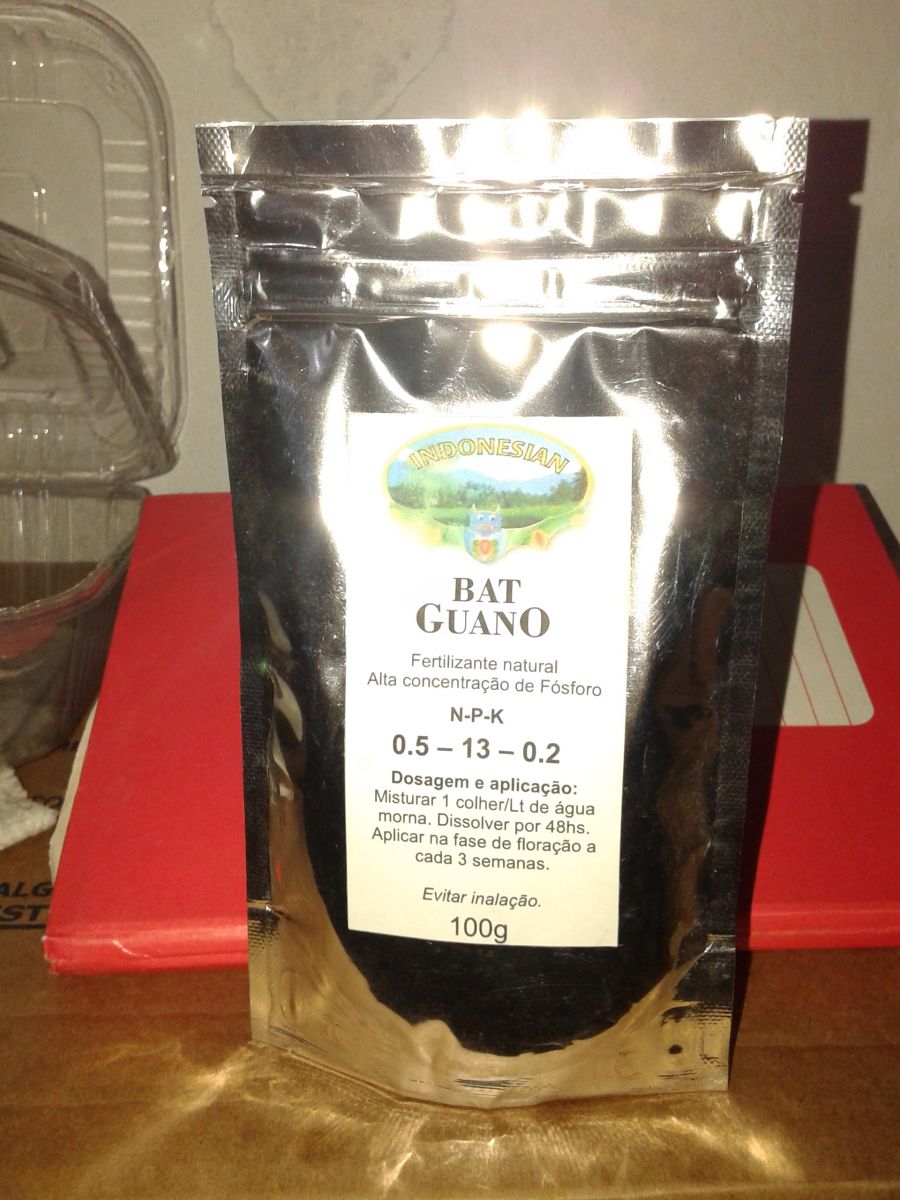 INDONESIAN
BAT
GUANO
Fertilizante natural
Alta concentração de Fósforo
N-P-K
0.5 – 13 – 0.2
Dosagem e aplicação:
Misturar 1 colher/Lt de água
morna. Dissolver por 48hs.
Aplicar na fase de floração a
cada 3 semanas.
Evitar inalação.
100g